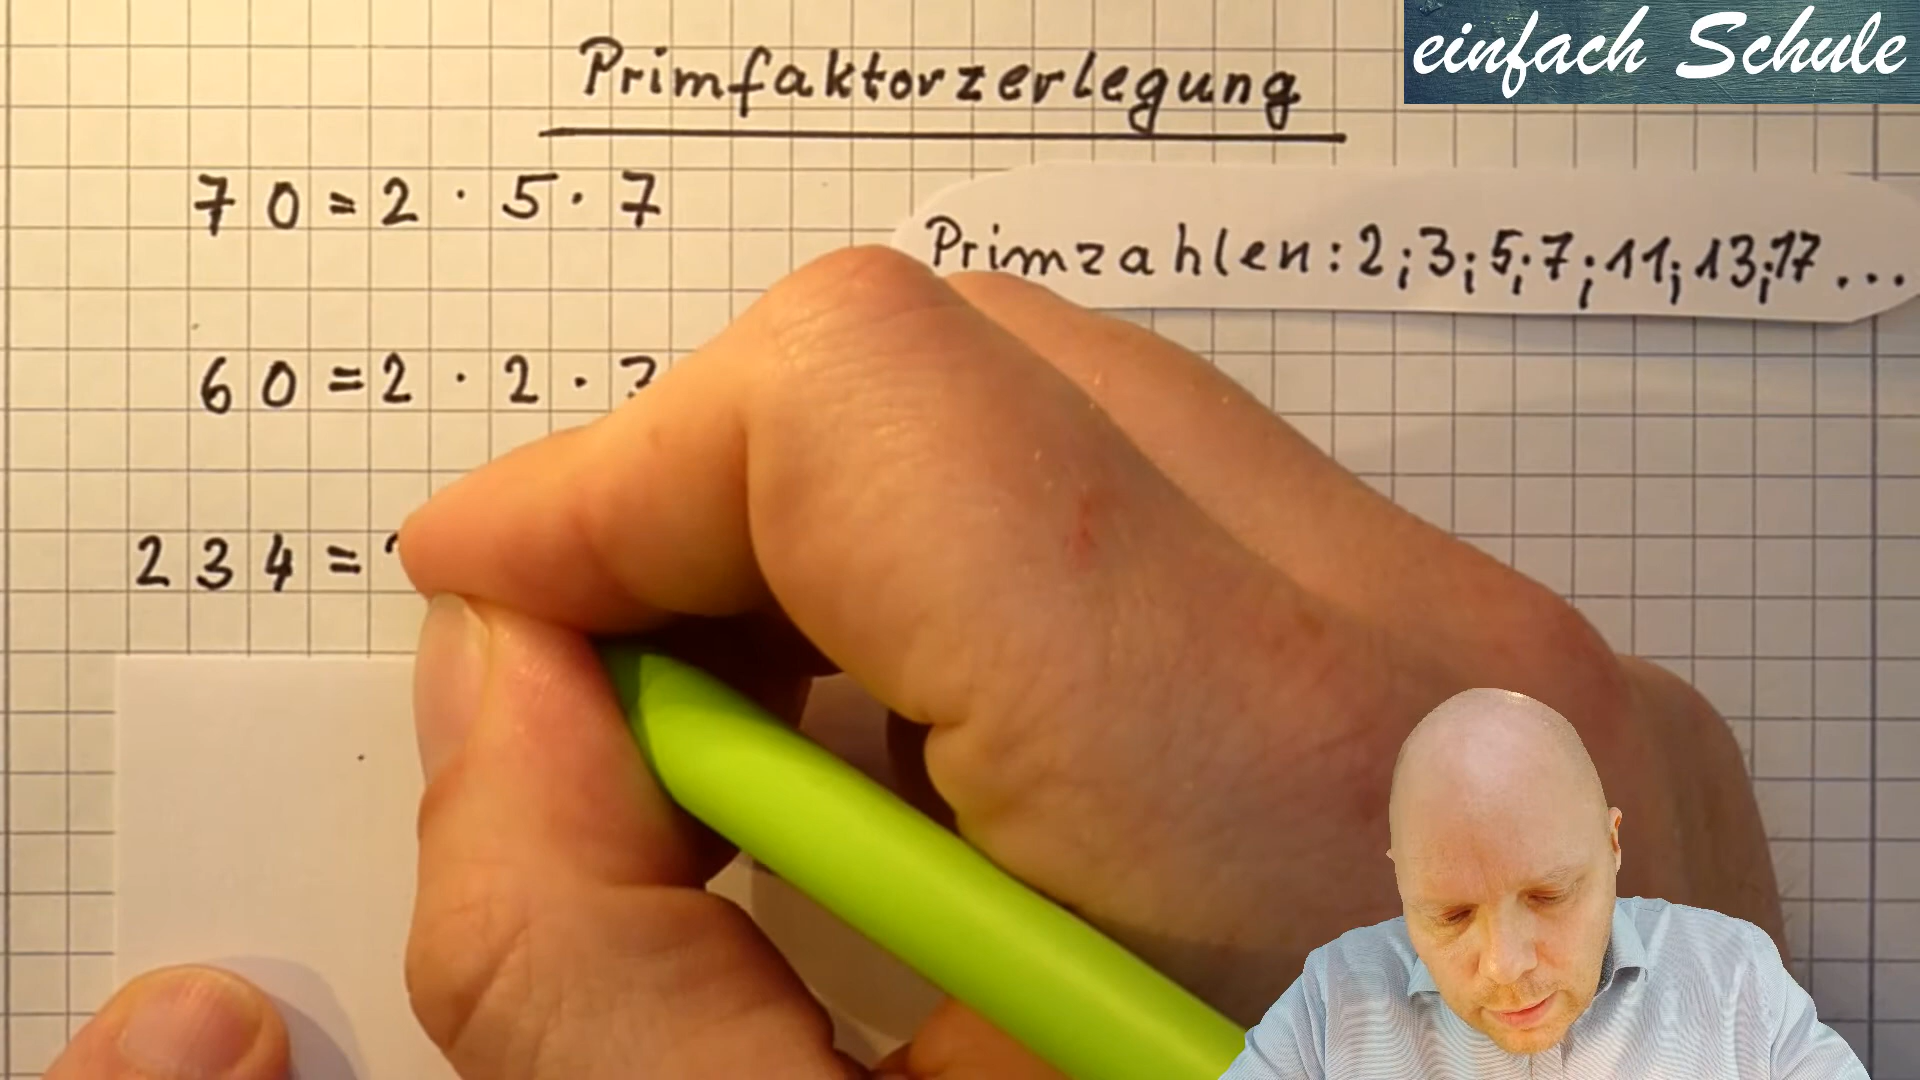 einfach Schule
Primfaktorzerlegung
70 = 2 · 5 · 7
Primzahlen: 2; 3; 5; 7; 11; 13; 17 ...
60 = 2 · 2 ·
234 =